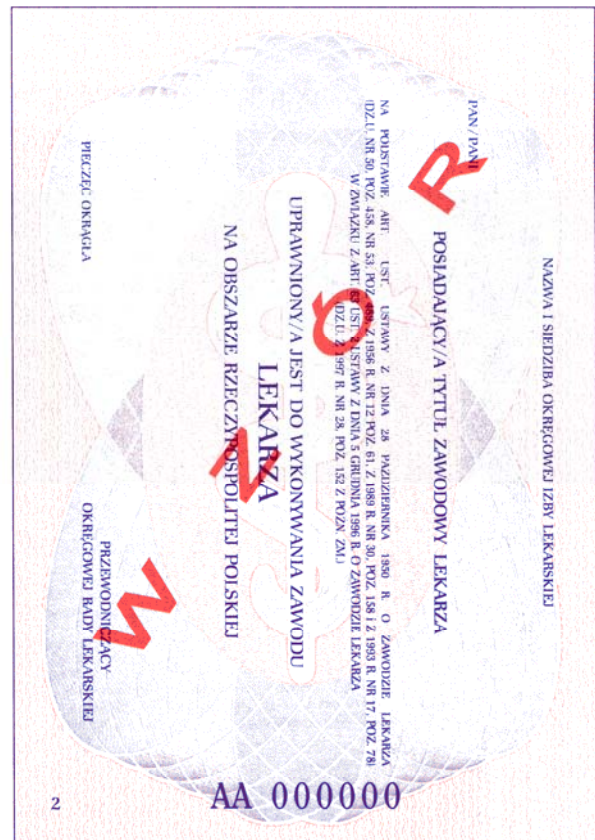 NAZWA I SIEDZIBA OKRĘGOWEJ IZBY LEKARSKIEJ
PAN / PANI
POSIADAJĄCY/A TYTUŁ ZAWODOWY LEKARZA
NA PODSTAWIE ART. UST. USTAWY Z DNIA 28 PAŹDZIERNIKA 1950 R. O ZAWODZIE LEKARZA
(DZ.U. NR 50, POZ. 458, NR 53, POZ. 489, Z 1956 R. NR 12 POZ. 61, Z 1989 R. NR 30, POZ. 158 i Z 1993 R. NR 17, POZ. 78)
W ZWIĄZKU Z ART. 63 UST. 2 USTAWY Z DNIA 5 GRUDNIA 1996 R. O ZAWODZIE LEKARZA
(DZ.U. Z 1997 R. NR 28, POZ. 152 Z PÓŹN. ZM.)
UPRAWNIONY/A JEST DO WYKONYWANIA ZAWODU
LEKARZA
NA OBSZARZE RZECZYPOSPOLITEJ POLSKIEJ
PIECZĘĆ OKRĄGŁA
PRZEWODNICZĄCY
OKRĘGOWEJ RADY LEKARSKIEJ
WZÓR
2
AA 000000